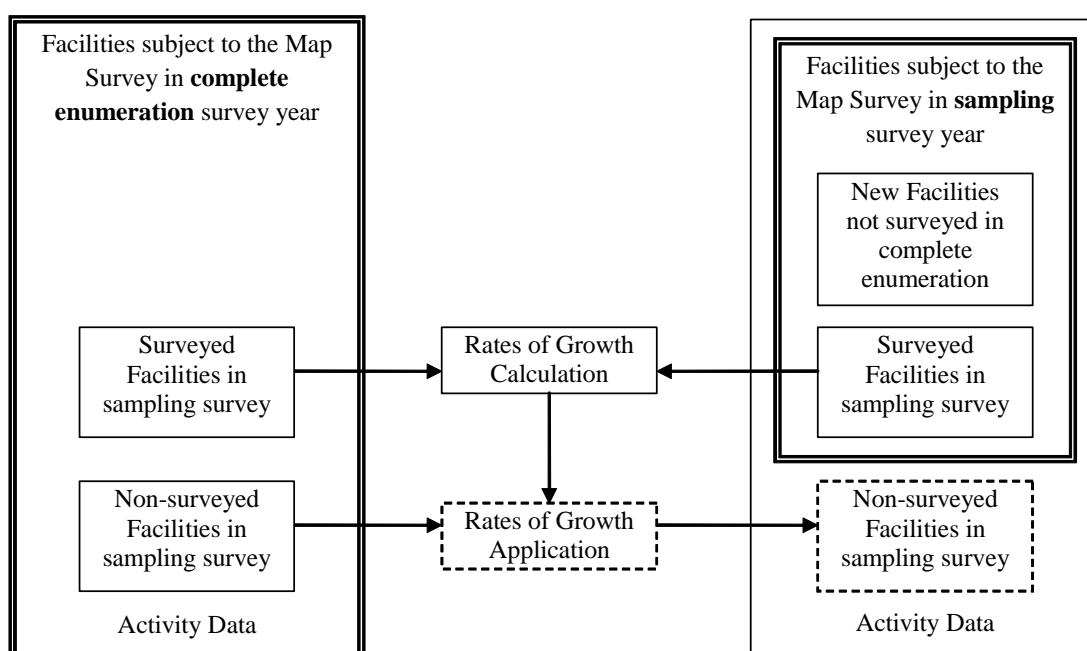 Facilities subject to the Map
Survey in complete
enumeration survey year
Surveyed
Facilities in
sampling survey
Non-surveyed
Facilities in
sampling survey
Activity Data
Rates of Growth
Calculation
Rates of Growth
Application
Facilities subject to the
Map Survey in sampling
survey year
New Facilities
not surveyed in
complete
enumeration
Surveyed
Facilities in
sampling survey
Non-surveyed
Facilities in
sampling survey
Activity Data